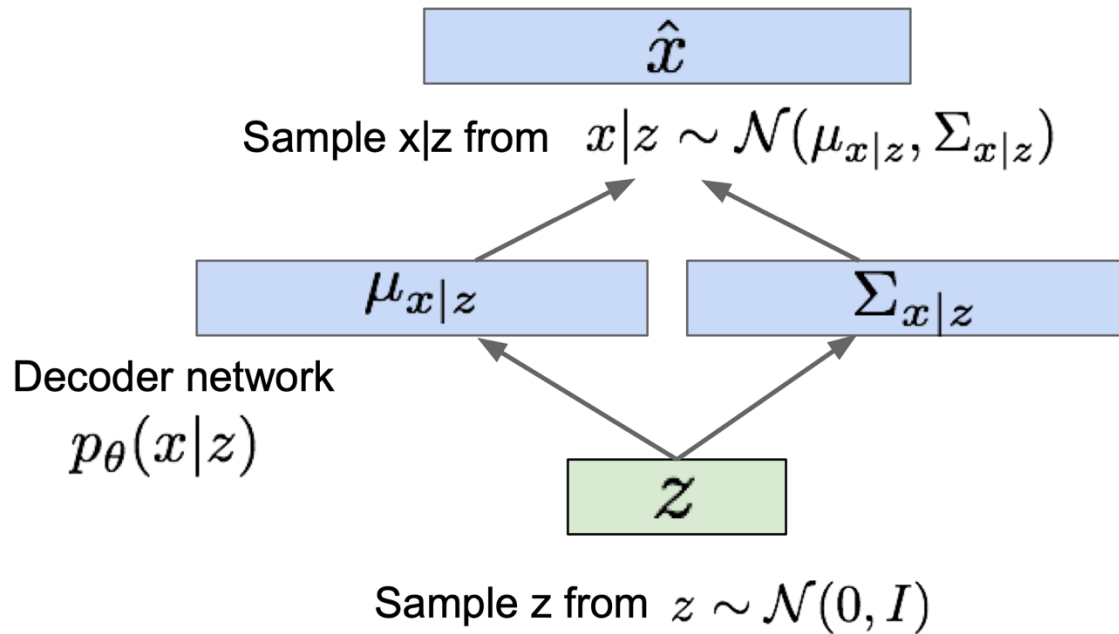 x̂
Sample x|z from x|z ∼ 𝒩(μ_{x|z}, Σ_{x|z})
μ_{x|z} Σ_{x|z}
Decoder network
p_θ(x|z)
z
Sample z from z ∼ 𝒩(0, I)